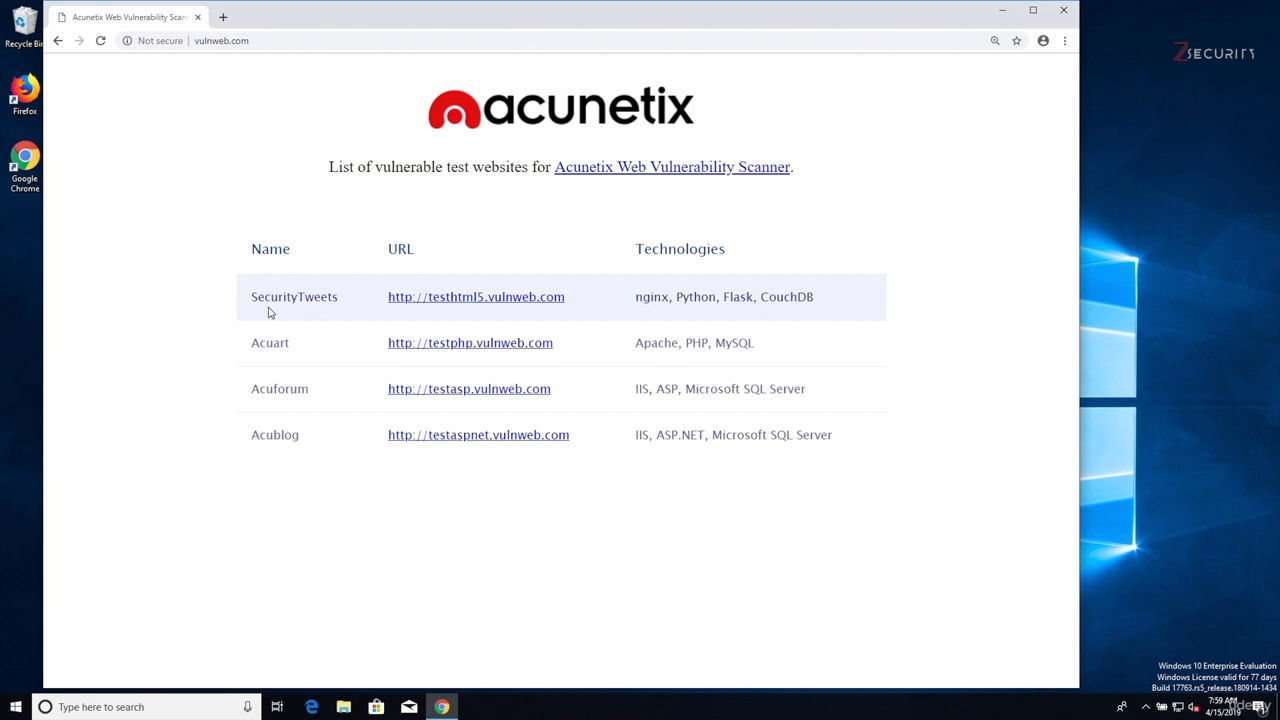 Recycle Bin
Firefox
Google
Chrome
Acunetix Web Vulnerability Scan
Not secure
vulnweb.com
ZSECURITY
acunetix
List of vulnerable test websites for Acunetix Web Vulnerability Scanner.
Name URL Technologies
SecurityTweets http://testhtml5.vulnweb.com nginx, Python, Flask, CouchDB
Acuart http://testphp.vulnweb.com Apache, PHP, MySQL
Acuforum http://testasp.vulnweb.com IIS, ASP, Microsoft SQL Server
Acublog http://testaspnet.vulnweb.com IIS, ASP.NET, Microsoft SQL Server
Windows 10 Enterprise Evaluation
Windows License valid for 77 days
Build 17763.rs5_release.180914-1434
Type here to search
7:59 AM
4/15/2019
udemy